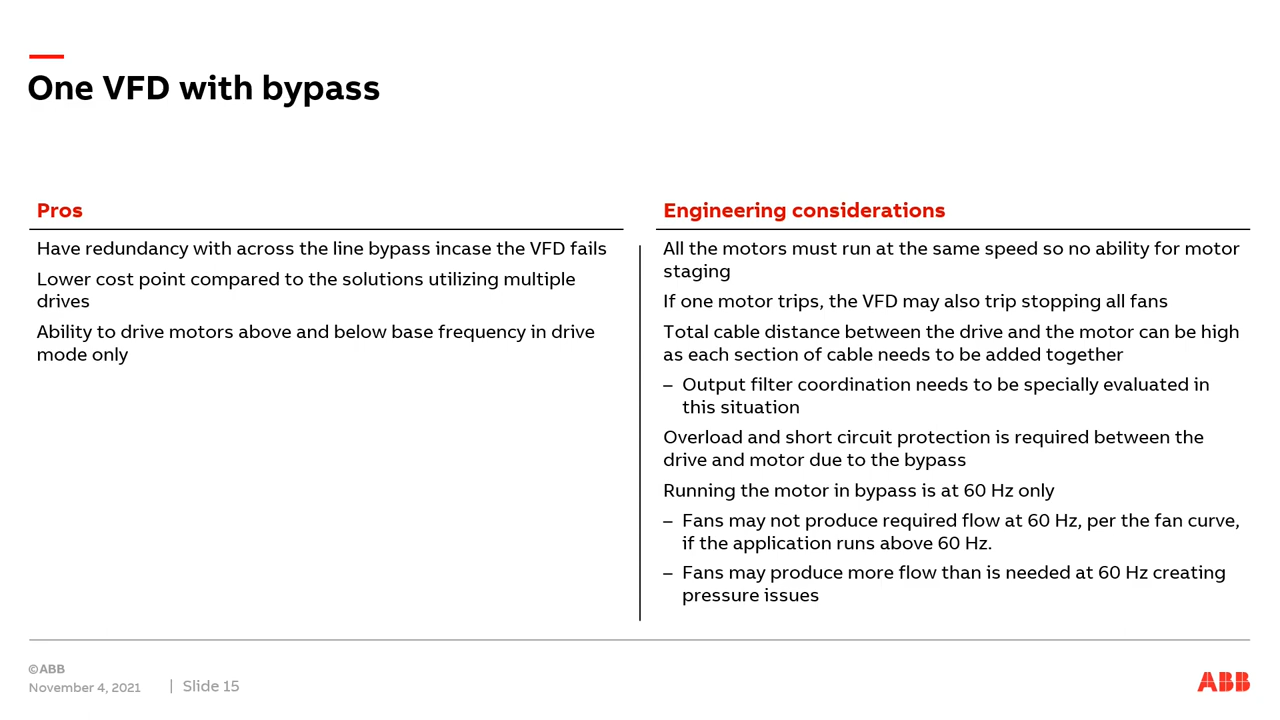 One VFD with bypass
Pros
Have redundancy with across the line bypass incase the VFD fails
Lower cost point compared to the solutions utilizing multiple
drives
Ability to drive motors above and below base frequency in drive
mode only
Engineering considerations
All the motors must run at the same speed so no ability for motor
staging
If one motor trips, the VFD may also trip stopping all fans
Total cable distance between the drive and the motor can be high
as each section of cable needs to be added together
– Output filter coordination needs to be specially evaluated in
this situation
Overload and short circuit protection is required between the
drive and motor due to the bypass
Running the motor in bypass is at 60 Hz only
– Fans may not produce required flow at 60 Hz, per the fan curve,
if the application runs above 60 Hz.
– Fans may produce more flow than is needed at 60 Hz creating
pressure issues
©ABB
November 4, 2021 | Slide 15
ABB